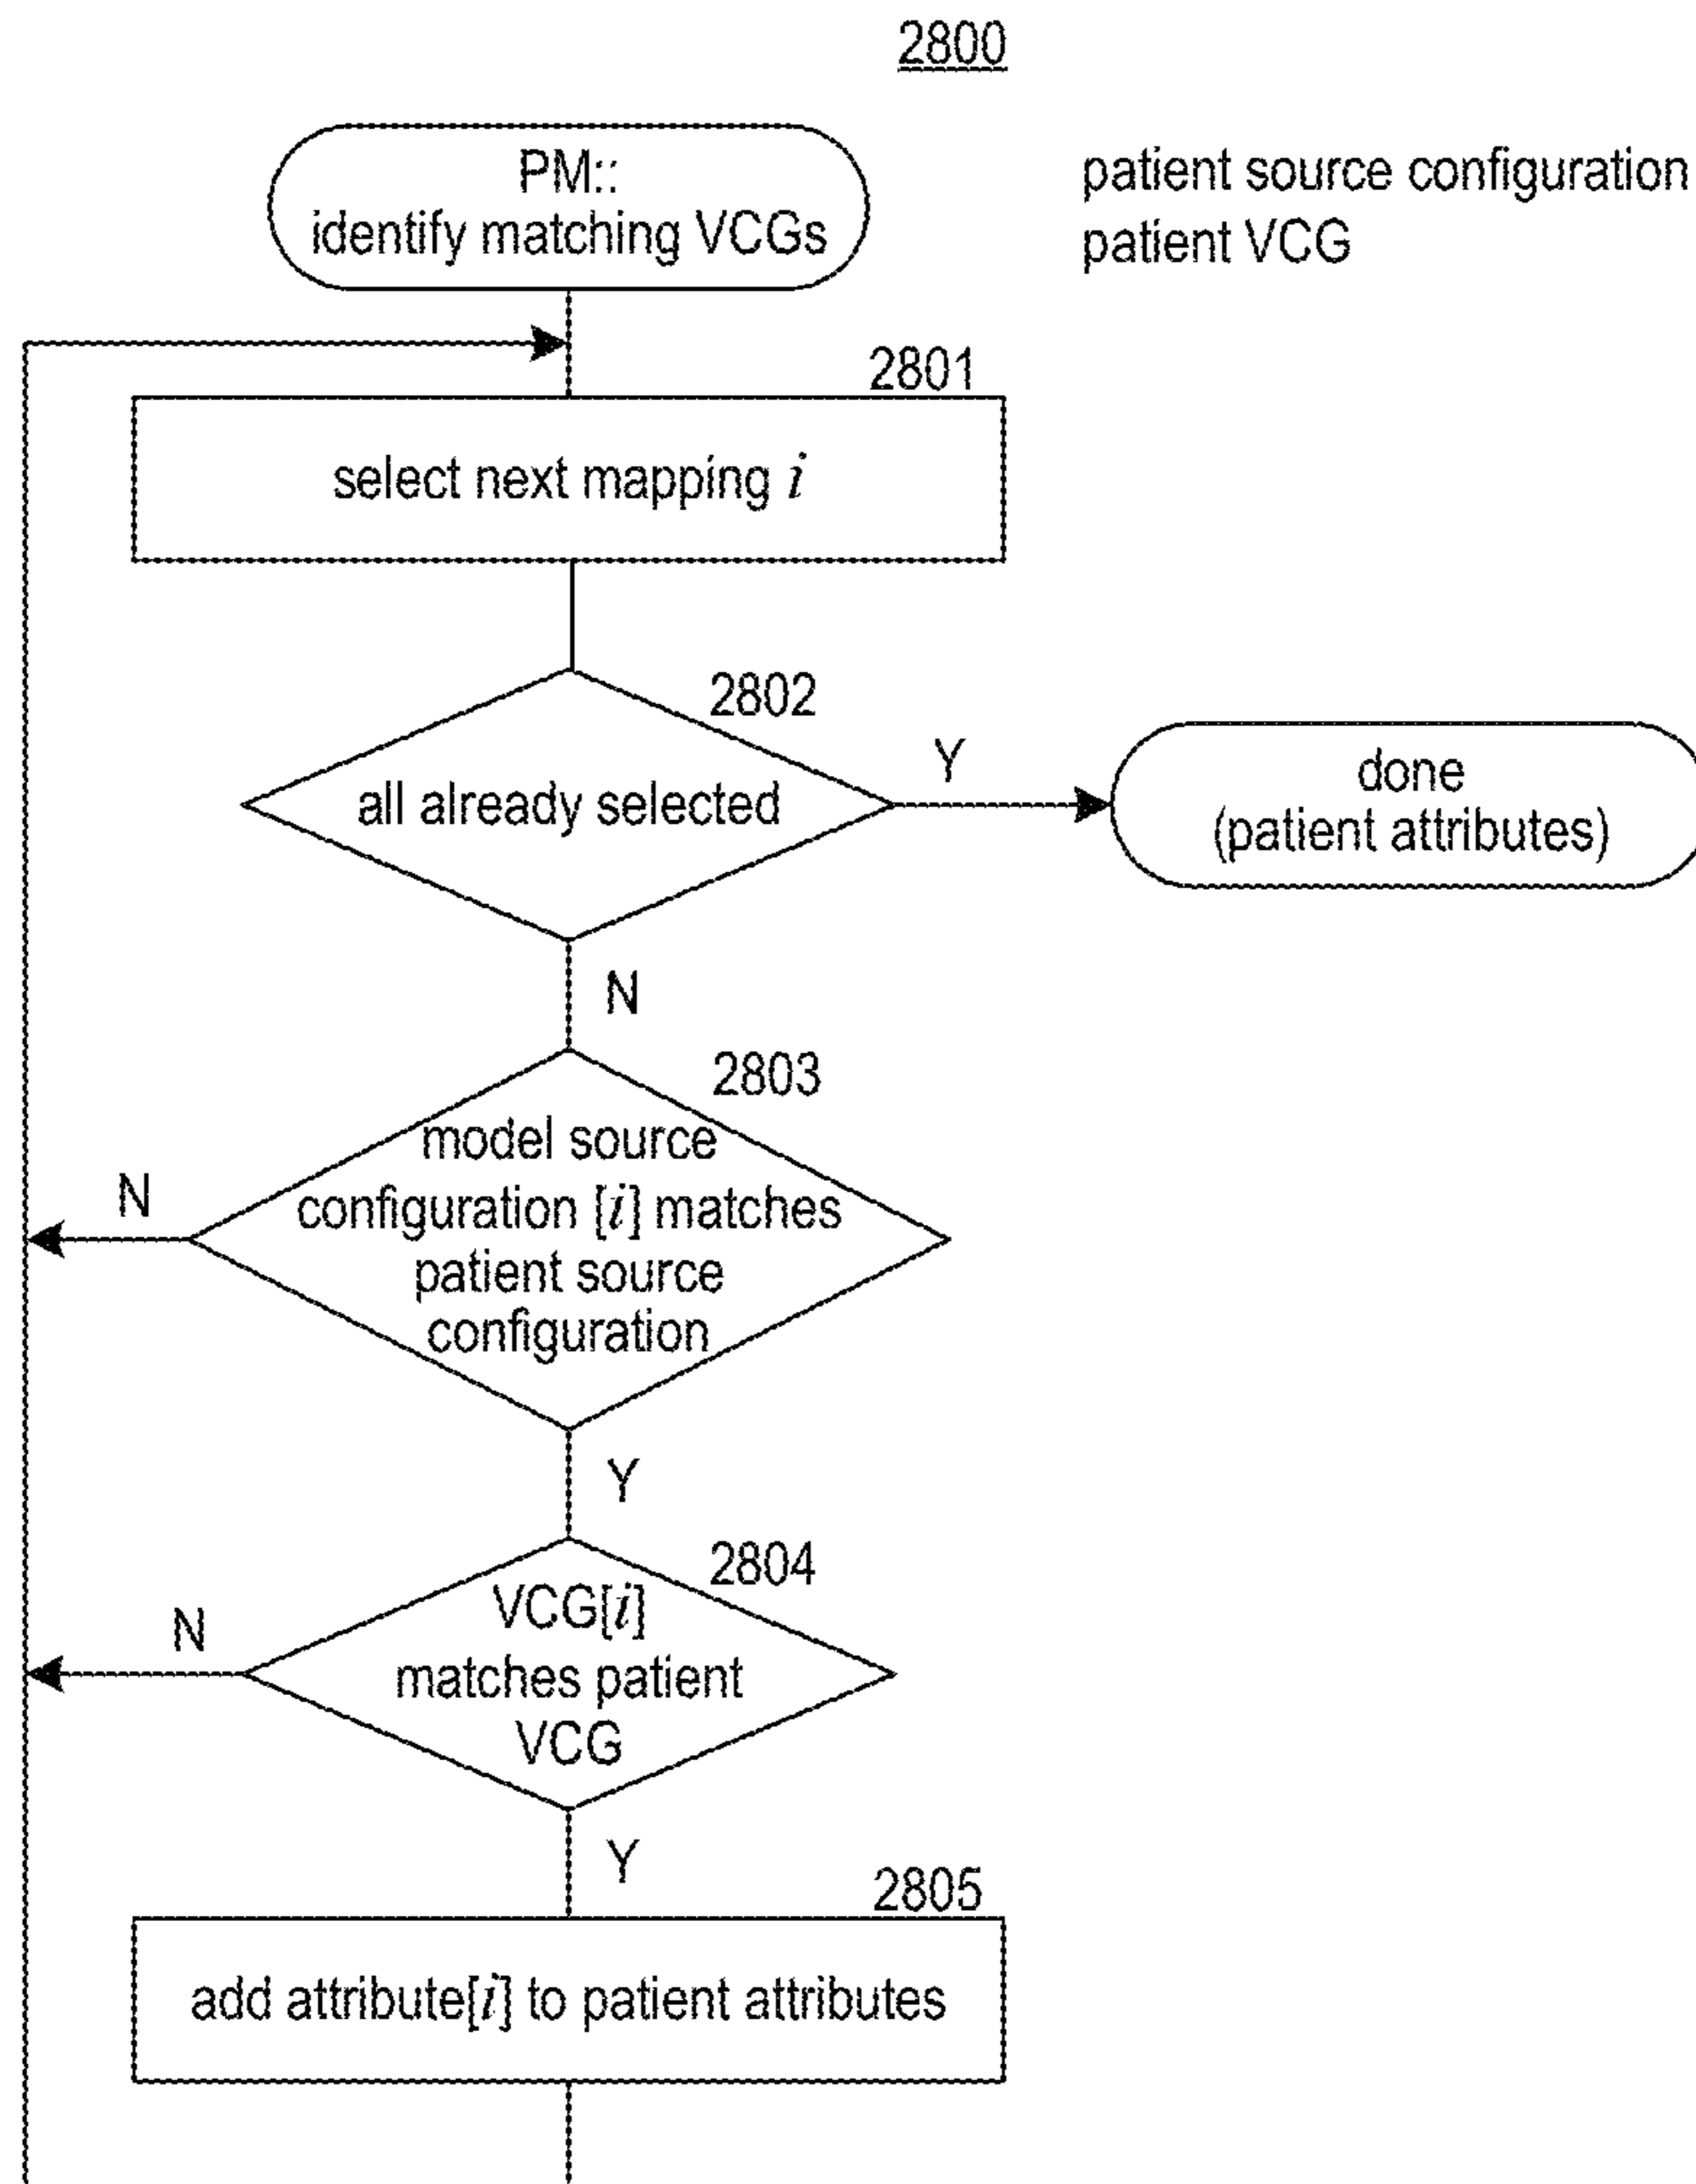 2800
PM::
identify matching VCGs
patient source configuration
patient VCG
2801
select next mapping i
2802
all already selected
Y
done
(patient attributes)
N
2803
model source
configuration [i] matches
patient source
configuration
N
Y
2804
VCG[i]
matches patient
VCG
N
Y
2805
add attribute[i] to patient attributes